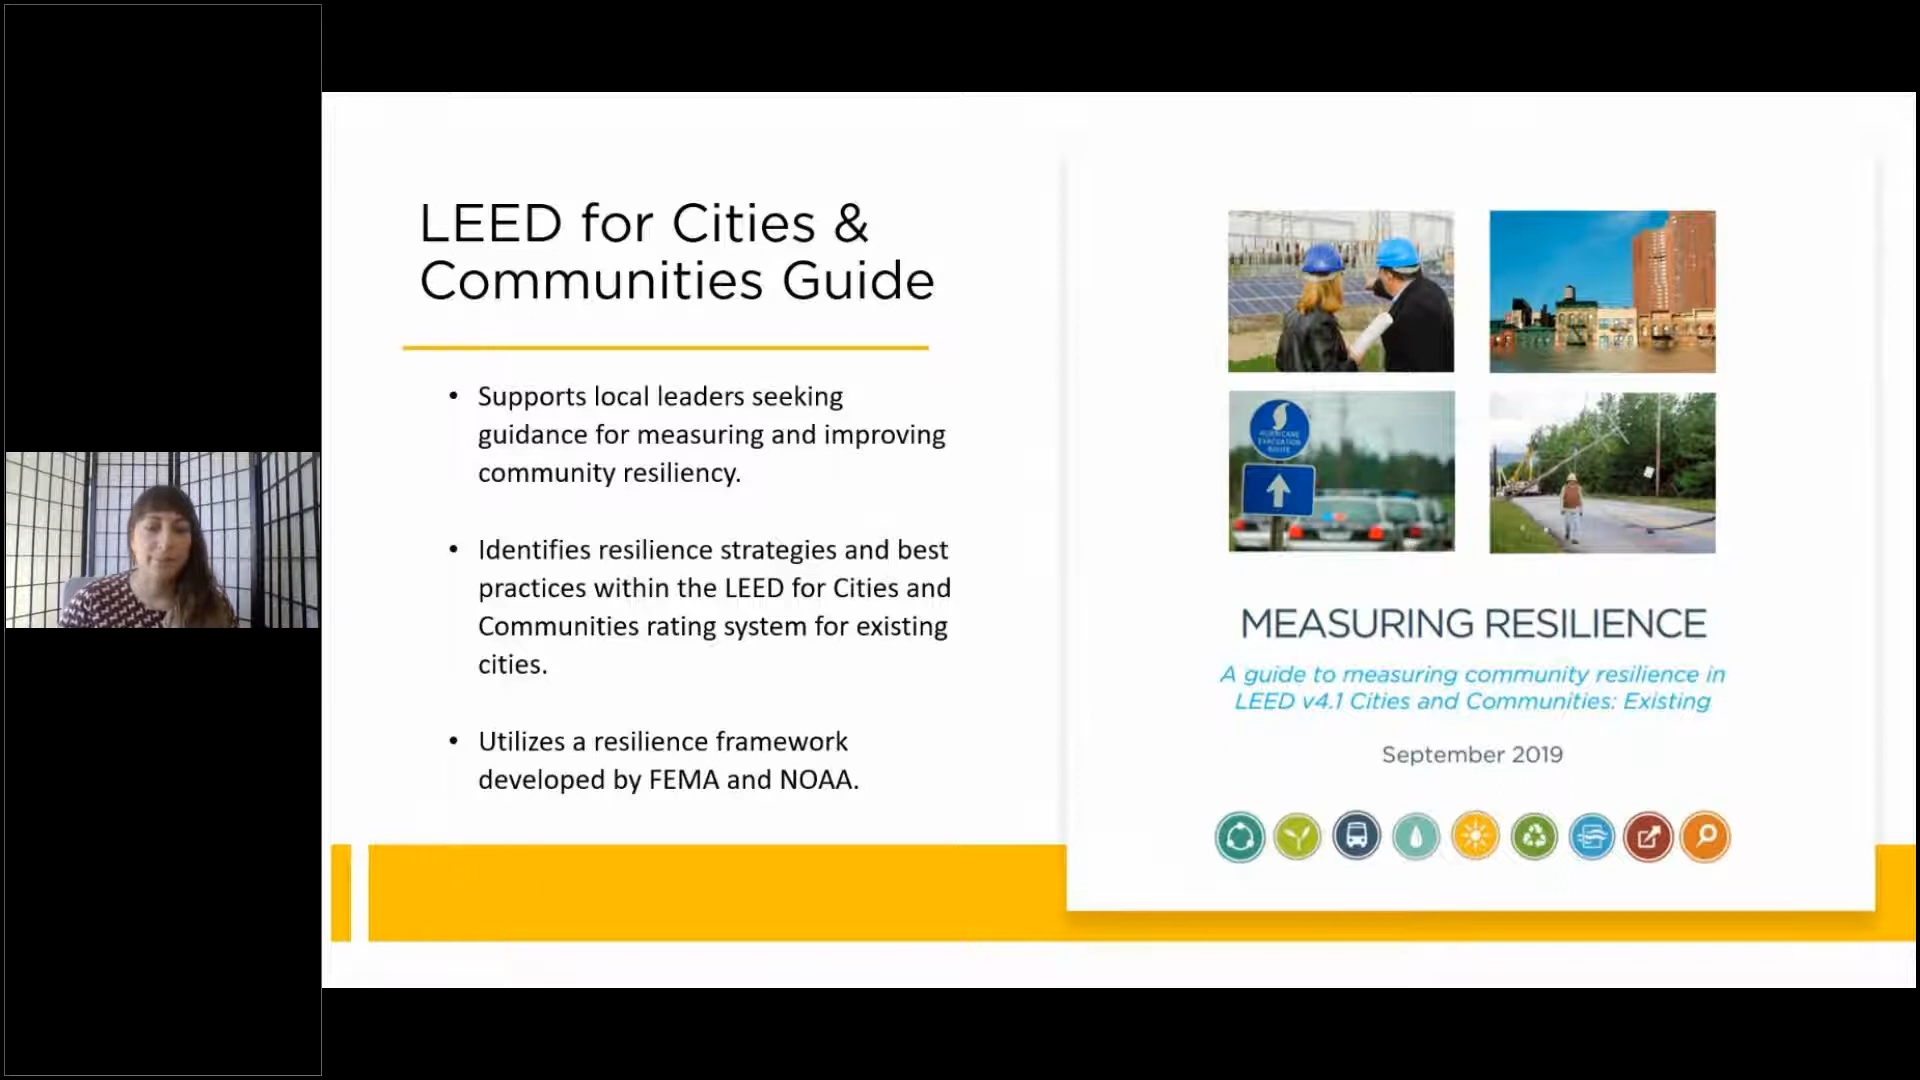 LEED for Cities &
Communities Guide
• Supports local leaders seeking
guidance for measuring and improving
community resiliency.
• Identifies resilience strategies and best
practices within the LEED for Cities and
Communities rating system for existing
cities.
• Utilizes a resilience framework
developed by FEMA and NOAA.
HURRICANE
EVACUATION
ROUTE
MEASURING RESILIENCE
A guide to measuring community resilience in
LEED v4.1 Cities and Communities: Existing
September 2019